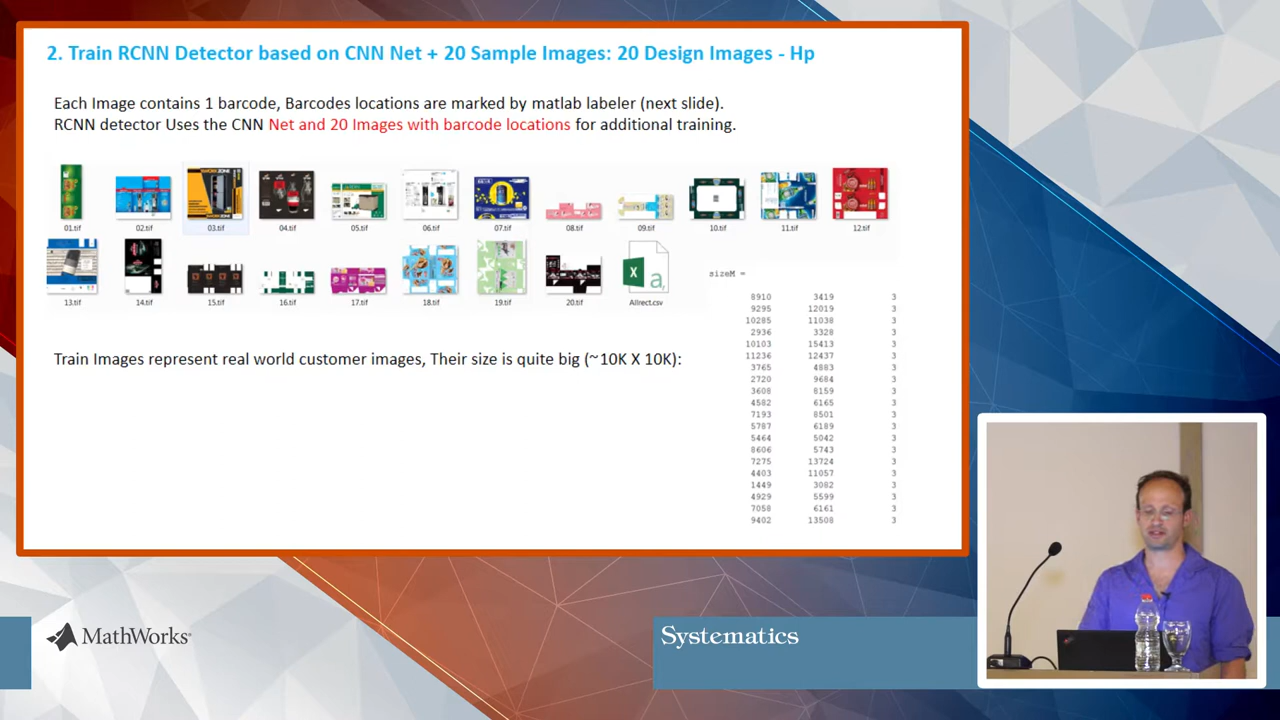 2. Train RCNN Detector based on CNN Net + 20 Sample Images: 20 Design Images - Hp
Each Image contains 1 barcode, Barcodes locations are marked by matlab labeler (next slide).
RCNN detector Uses the CNN Net and 20 Images with barcode locations for additional training.
01.tif 02.tif 03.tif 04.tif 05.tif 06.tif 07.tif 08.tif 09.tif 10.tif 11.tif 12.tif
13.tif 14.tif 15.tif 16.tif 17.tif 18.tif 19.tif 20.tif Allrect.csv
Train Images represent real world customer images, Their size is quite big (~10K X 10K):
sizeM =
8910 3419 3
9295 12019 3
10285 11038 3
2936 3328 3
10103 15413 3
11236 12437 3
3765 4883 3
2720 9684 3
3608 8159 3
4582 6165 3
7193 8501 3
5787 6189 3
5464 5042 3
8606 5743 3
7275 13724 3
4403 11057 3
1449 3082 3
4929 5599 3
7058 6161 3
9402 13508 3
MathWorks
Systematics